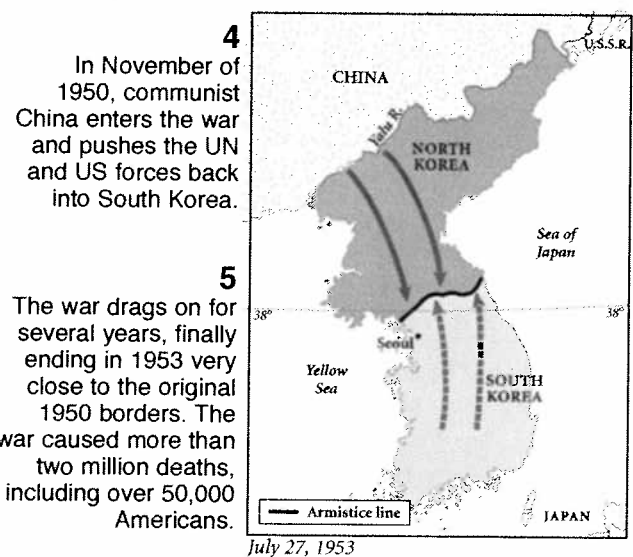 4
In November of
1950, communist
China enters the war
and pushes the UN
and US forces back
into South Korea.
5
The war drags on for
several years, finally
ending in 1953 very
close to the original
1950 borders. The
war caused more than
two million deaths,
including over 50,000
Americans.
U.S.S.R.
CHINA
Yalu R.
NORTH
KOREA
Sea of
Japan
38°
38°
Seoul
Yellow
Sea
SOUTH
KOREA
Armistice line
JAPAN
July 27, 1953